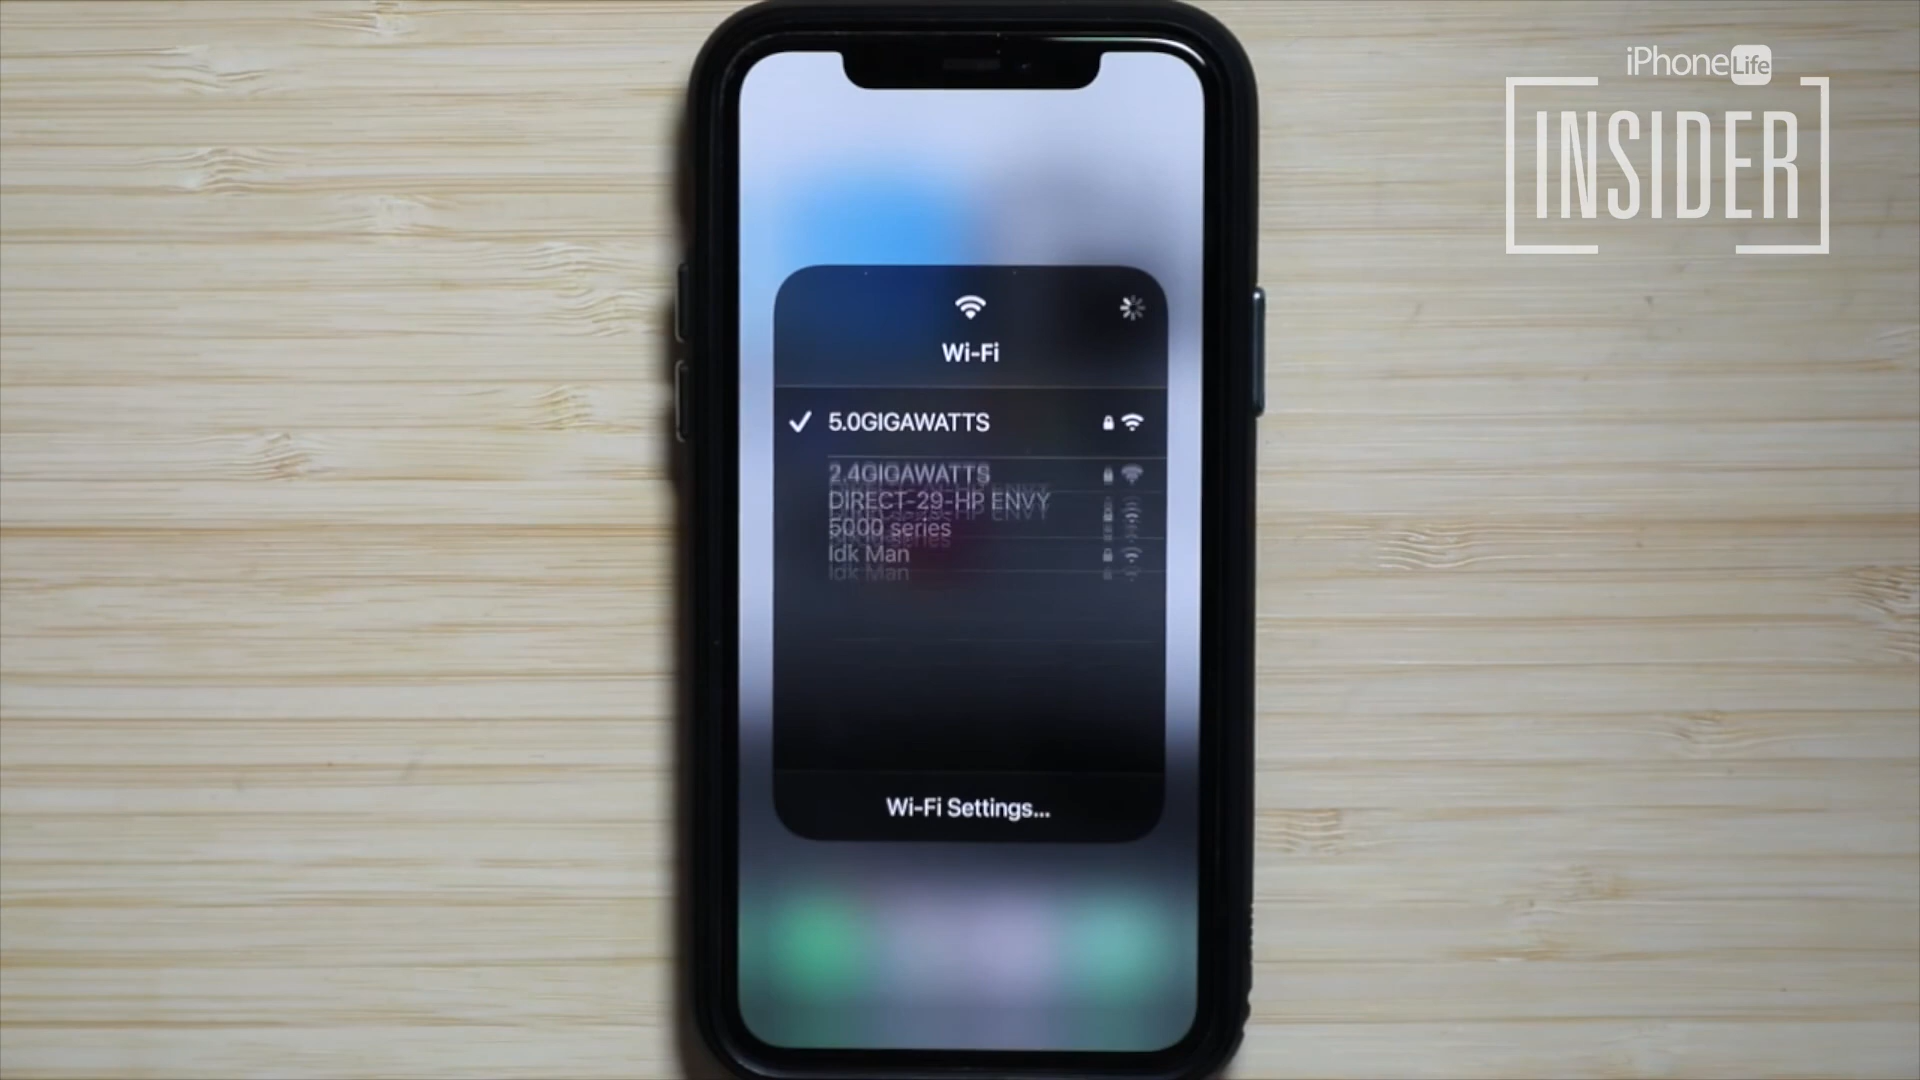 iPhone Life
INSIDER
Wi-Fi
5.0GIGAWATTS
2.4GIGAWATTS
DIRECT-29-HP ENVY
5000 series
Idk Man
Wi-Fi Settings...